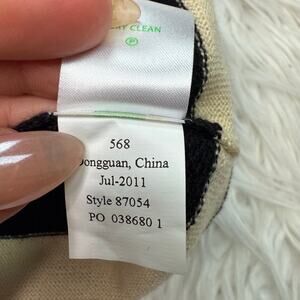 CLEAN
P
568
Dongguan, China
Jul-2011
Style 87054
PO 038680 1